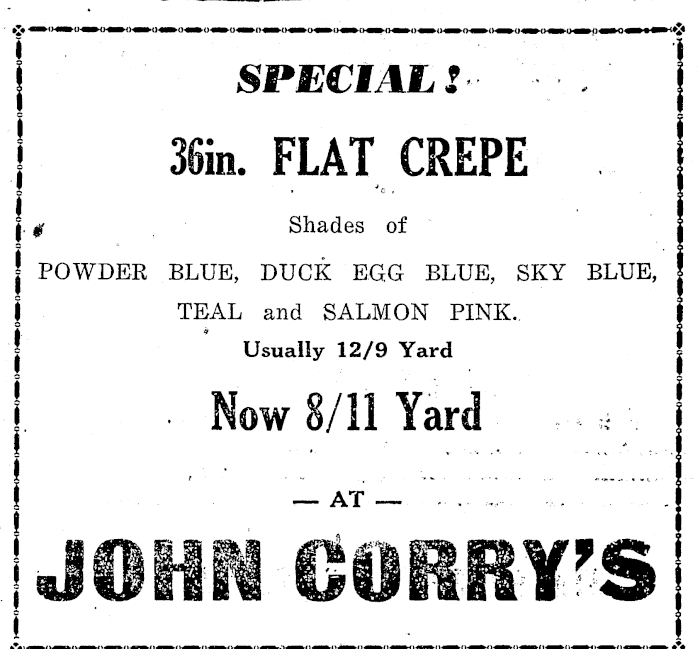 SPECIAL!
36in. FLAT CREPE
Shades of
POWDER BLUE, DUCK EGG BLUE, SKY BLUE,
TEAL and SALMON PINK.
Usually 12/9 Yard
Now 8/11 Yard
— AT —
JOHN CORRY'S